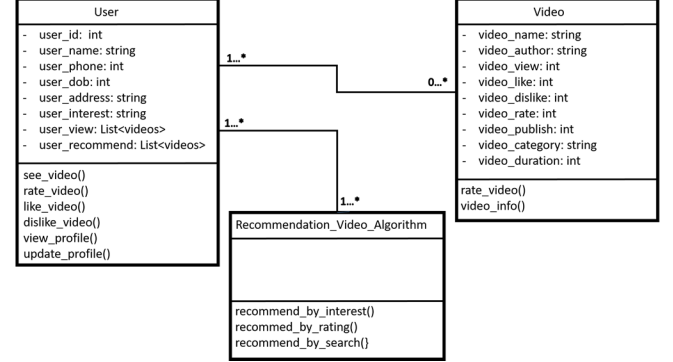 User
- user_id: int
- user_name: string
- user_phone: int
- user_dob: int
- user_address: string
- user_interest: string
- user_view: List<videos>
- user_recommend: List<videos>
see_video()
rate_video()
like_video()
dislike_video()
view_profile()
update_profile()
1...*
0...*
1...*
1...*
Video
- video_name: string
- video_author: string
- video_view: int
- video_like: int
- video_dislike: int
- video_rate: int
- video_publish: int
- video_category: string
- video_duration: int
rate_video()
video_info()
Recommendation_Video_Algorithm
recommend_by_interest()
recommed_by_rating()
recommend_by_search(}